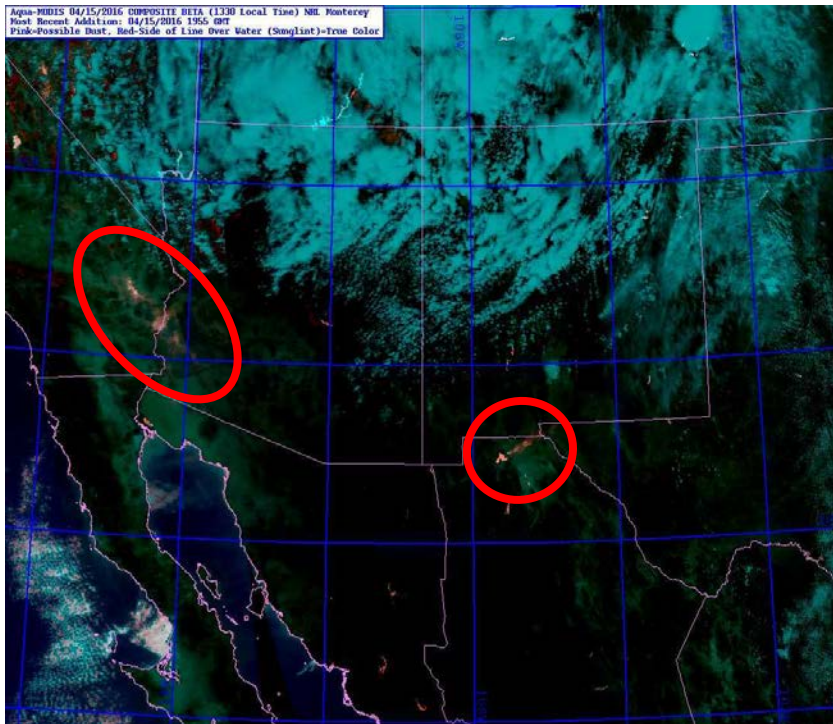 Aqua-MODIS 04/15/2016 COMPOSITE BETA (1330 Local Time) NRL Monterey
Most Recent Addition: 04/15/2016 1955 GMT
Pink=Possible Dust, Red-Side of Line Over Water (Sunglint)=True Color